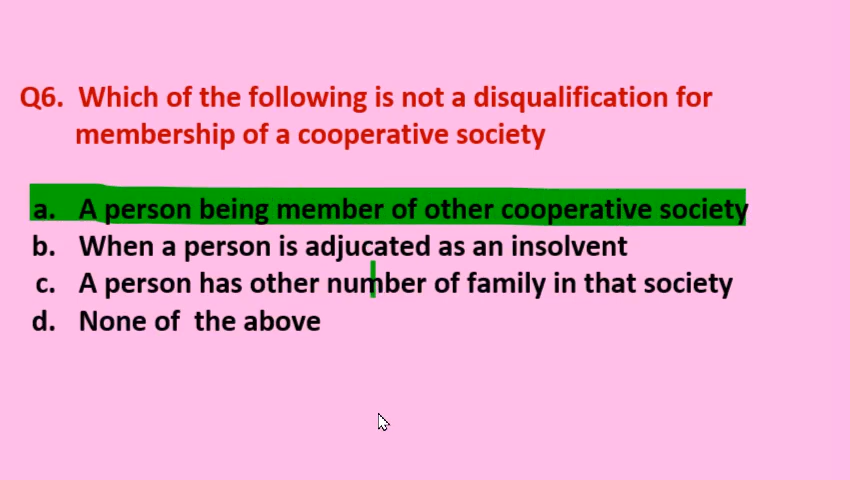 Q6. Which of the following is not a disqualification for
membership of a cooperative society
a. A person being member of other cooperative society
b. When a person is adjucated as an insolvent
c. A person has other number of family in that society
d. None of the above